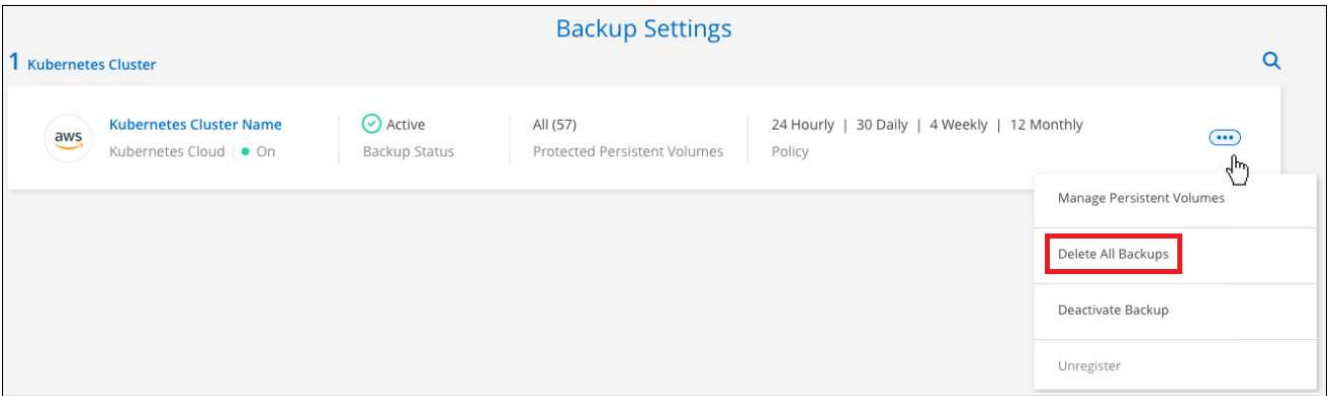 Backup Settings
1 Kubernetes Cluster
aws
Kubernetes Cluster Name
Kubernetes Cloud | On
Active
Backup Status
All (57)
Protected Persistent Volumes
24 Hourly | 30 Daily | 4 Weekly | 12 Monthly
Policy
Manage Persistent Volumes
Delete All Backups
Deactivate Backup
Unregister